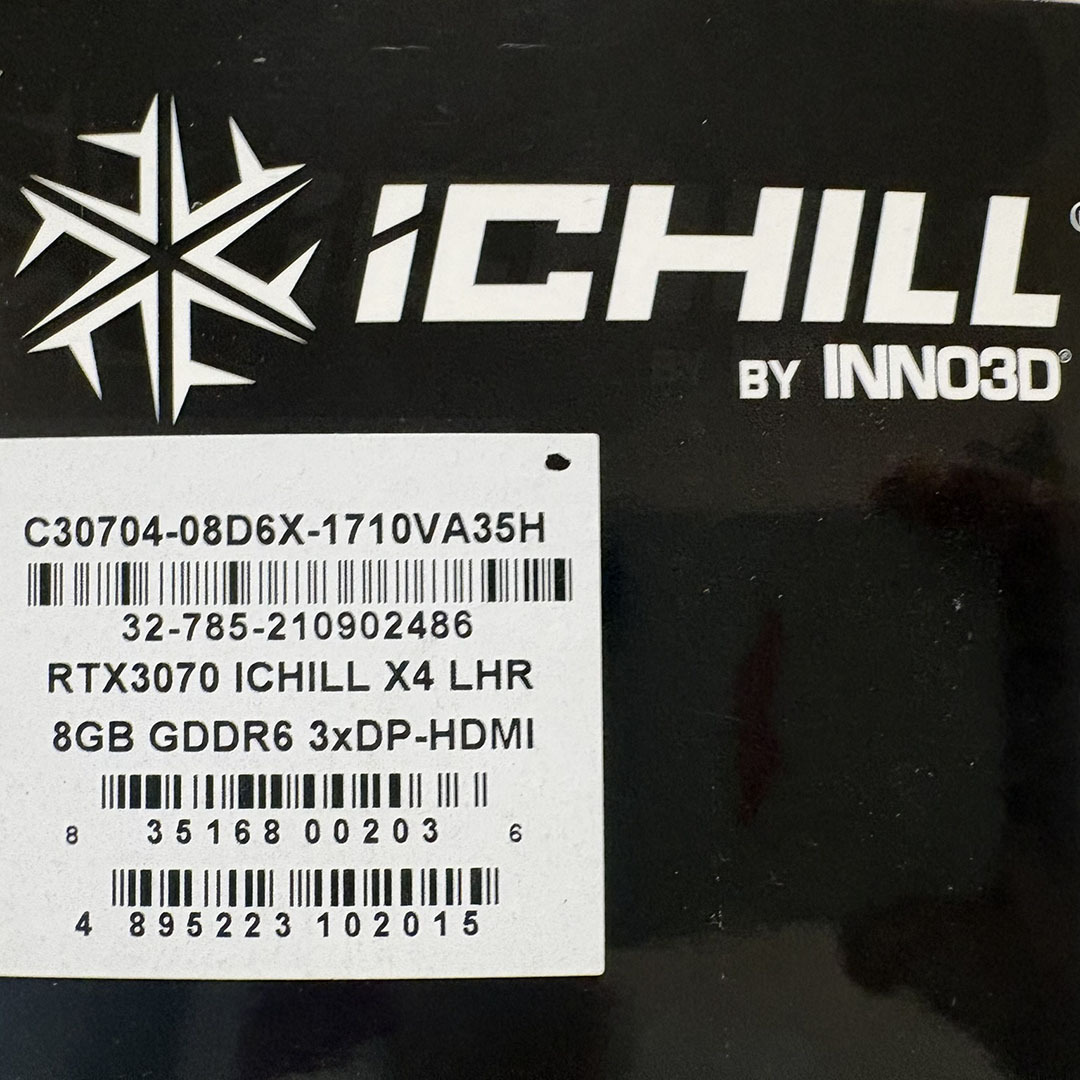 iCHILL
BY INNO3D®
C30704-08D6X-1710VA35H
32-785-210902486
RTX3070 ICHILL X4 LHR
8GB GDDR6 3xDP-HDMI
8 35168 00203 6
4 895223 102015